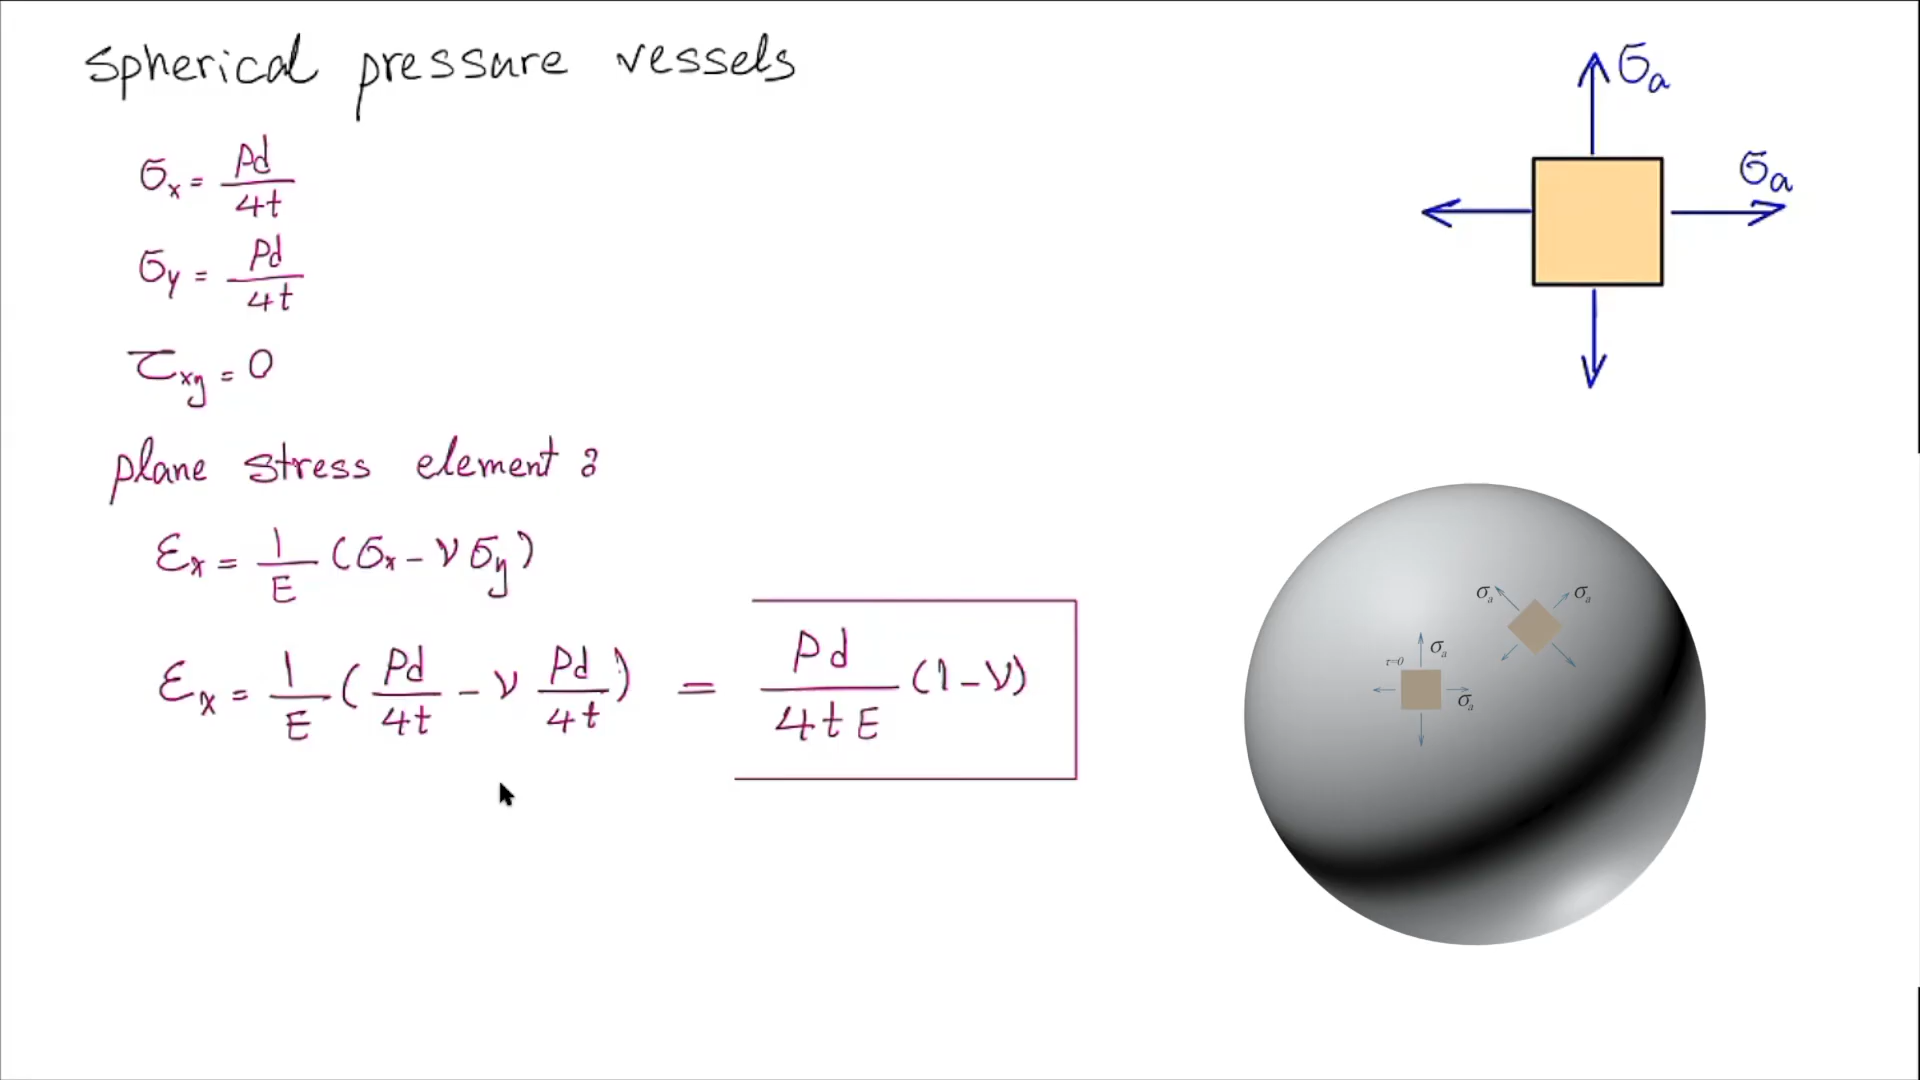 spherical pressure vessels
σx = Pd/4t
σy = Pd/4t
τxy = 0
plane stress element :
εx = 1/E (σx - ν σy)
εx = 1/E ( Pd/4t - ν Pd/4t ) = Pd/4tE (1-ν)
σa
σa
σa
σa
σa
τ=0
σa